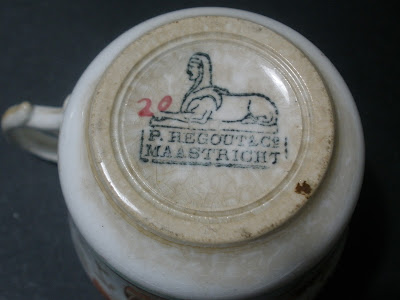 20
P. REGOUT & Co
MAASTRICHT